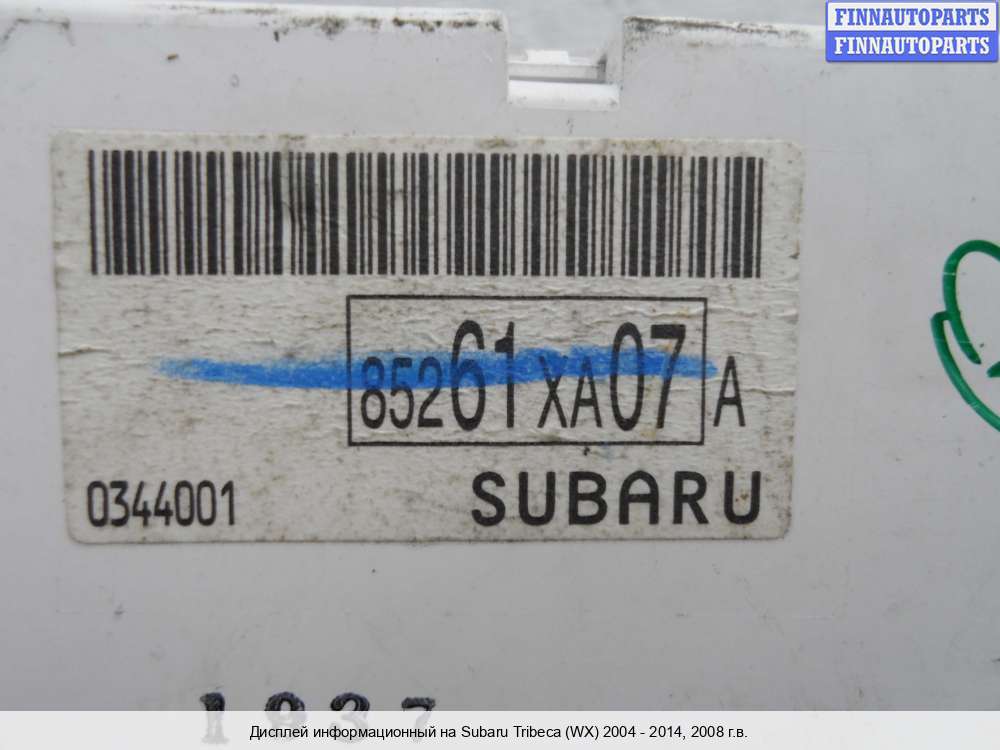 FINNAUTOPARTS
FINNAUTOPARTS
85261XA07A
0344001
SUBARU
Дисплей информационный на Subaru Tribeca (WX) 2004 - 2014, 2008 г.в.